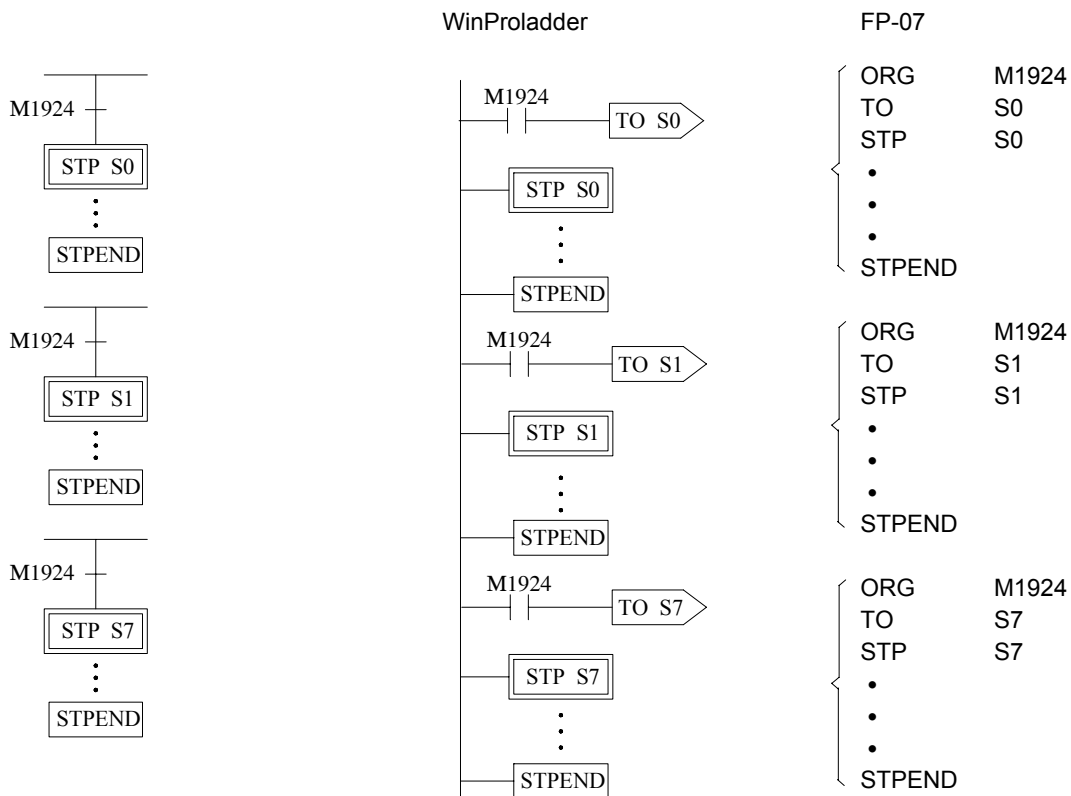 WinProladder
FP-07
M1924
STP S0
STPEND
M1924
STP S1
STPEND
M1924
STP S7
STPEND
M1924
TO S0
STP S0
STPEND
M1924
TO S1
STP S1
STPEND
M1924
TO S7
STP S7
STPEND
ORG M1924
TO S0
STP S0
STPEND
ORG M1924
TO S1
STP S1
STPEND
ORG M1924
TO S7
STP S7
STPEND